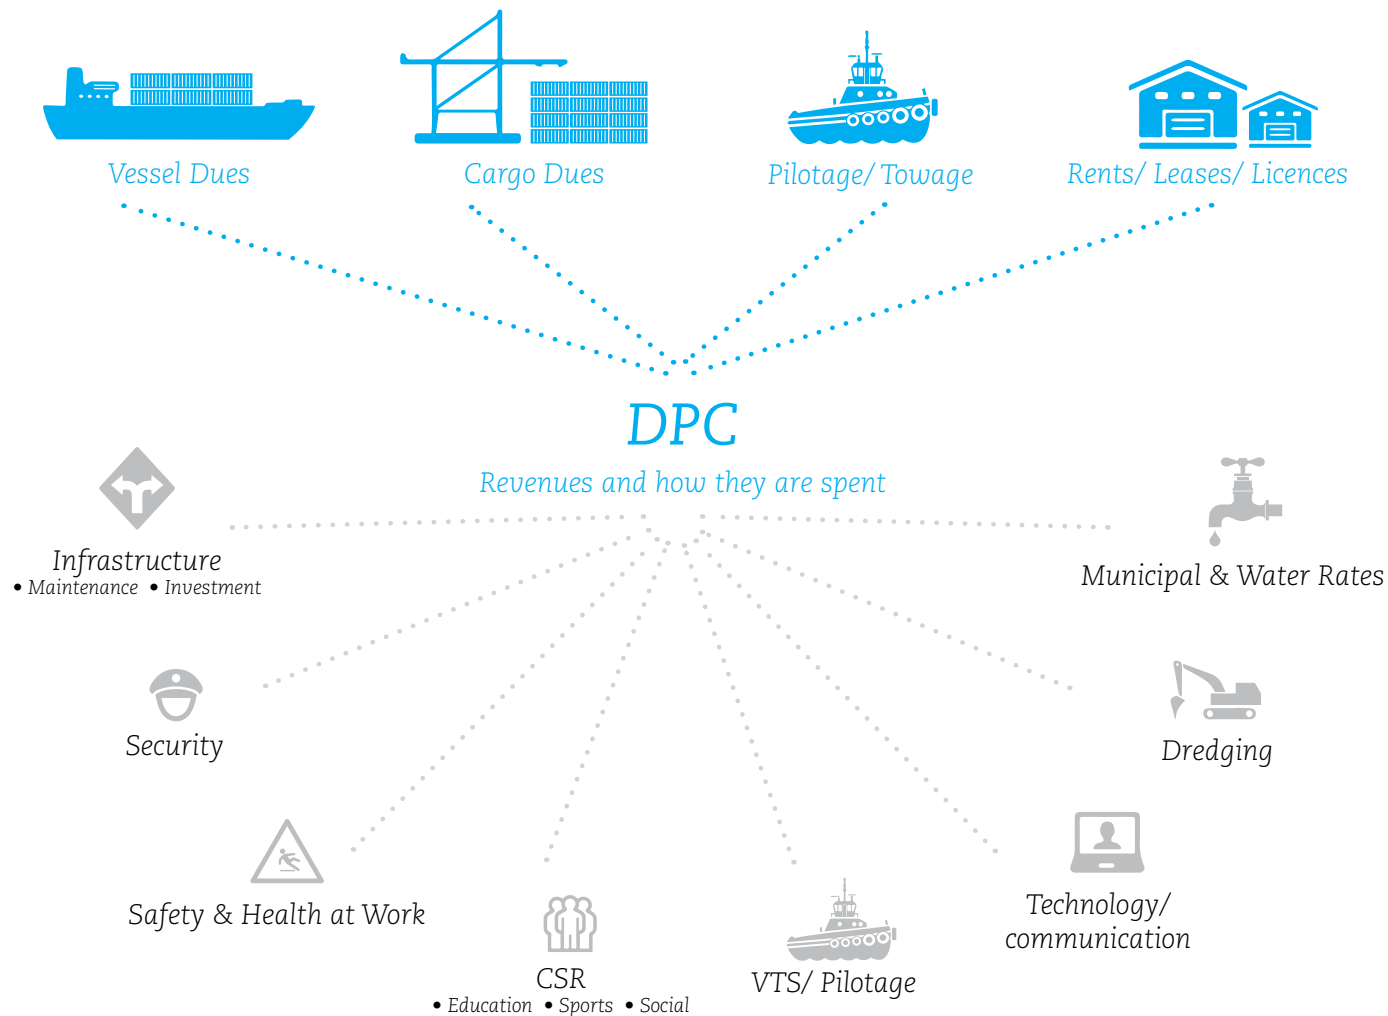 Vessel Dues
Cargo Dues
Pilotage/ Towage
Rents/ Leases/ Licences
DPC
Revenues and how they are spent
Infrastructure
• Maintenance • Investment
Municipal & Water Rates
Security
Dredging
Safety & Health at Work
Technology/
communication
CSR
• Education • Sports • Social
VTS/ Pilotage